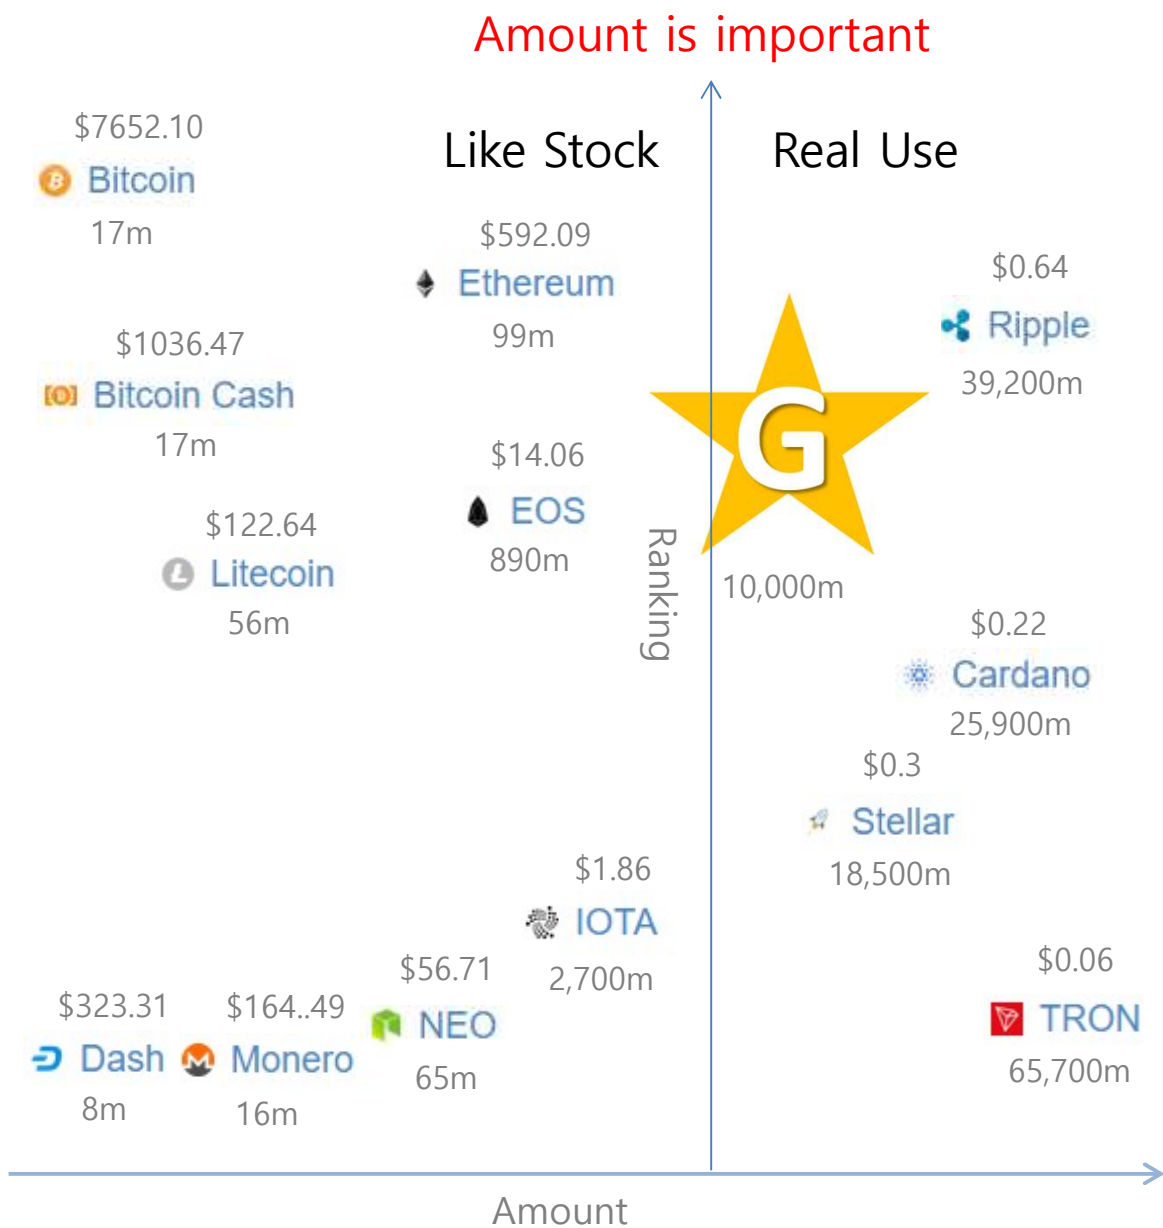 Amount is important
Like Stock
Real Use
$7652.10
Bitcoin
17m
$592.09
Ethereum
99m
$0.64
Ripple
39,200m
$1036.47
Bitcoin Cash
17m
G
10,000m
$14.06
EOS
890m
$122.64
Litecoin
56m
Ranking
$0.22
Cardano
25,900m
$0.3
Stellar
18,500m
$1.86
IOTA
2,700m
$56.71
NEO
65m
$0.06
TRON
65,700m
$323.31
Dash
8m
$164..49
Monero
16m
Amount